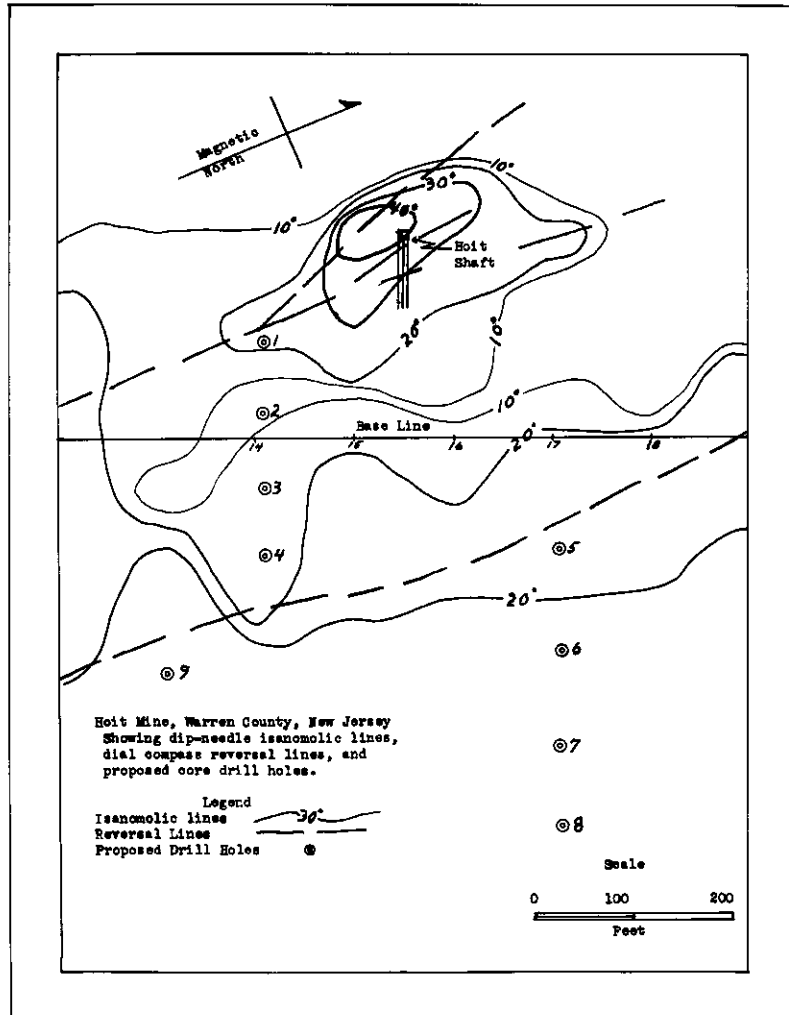 Magnetic
North
10°
30°
10°
40°
Hoit
Shaft
20°
10°
1
10°
2
Base Line
14 15 16 17 18
20°
3
4
5
20°
6
9
Hoit Mine, Warren County, New Jersey
Showing dip-needle isanomolic lines,
dial compass reversal lines, and
proposed core drill holes.
7
Legend
Isanomolic lines 30°
Reversal Lines
Proposed Drill Holes
8
Scale
0 100 200
Feet